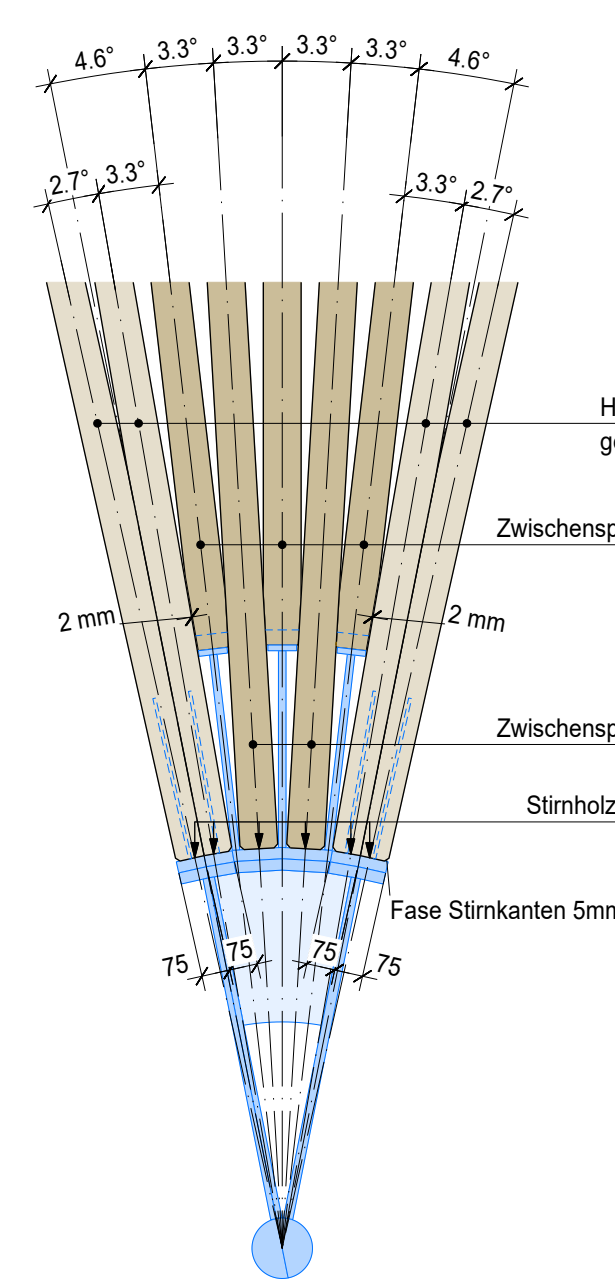 4.6° 3.3° 3.3° 3.3° 3.3° 4.6°
2.7° 3.3° 3.3° 2.7°
H
ge
Zwischensp
2 mm 2 mm
Zwischensp
Stirnholz
Fase Stirnkanten 5mm
75 75 75 75